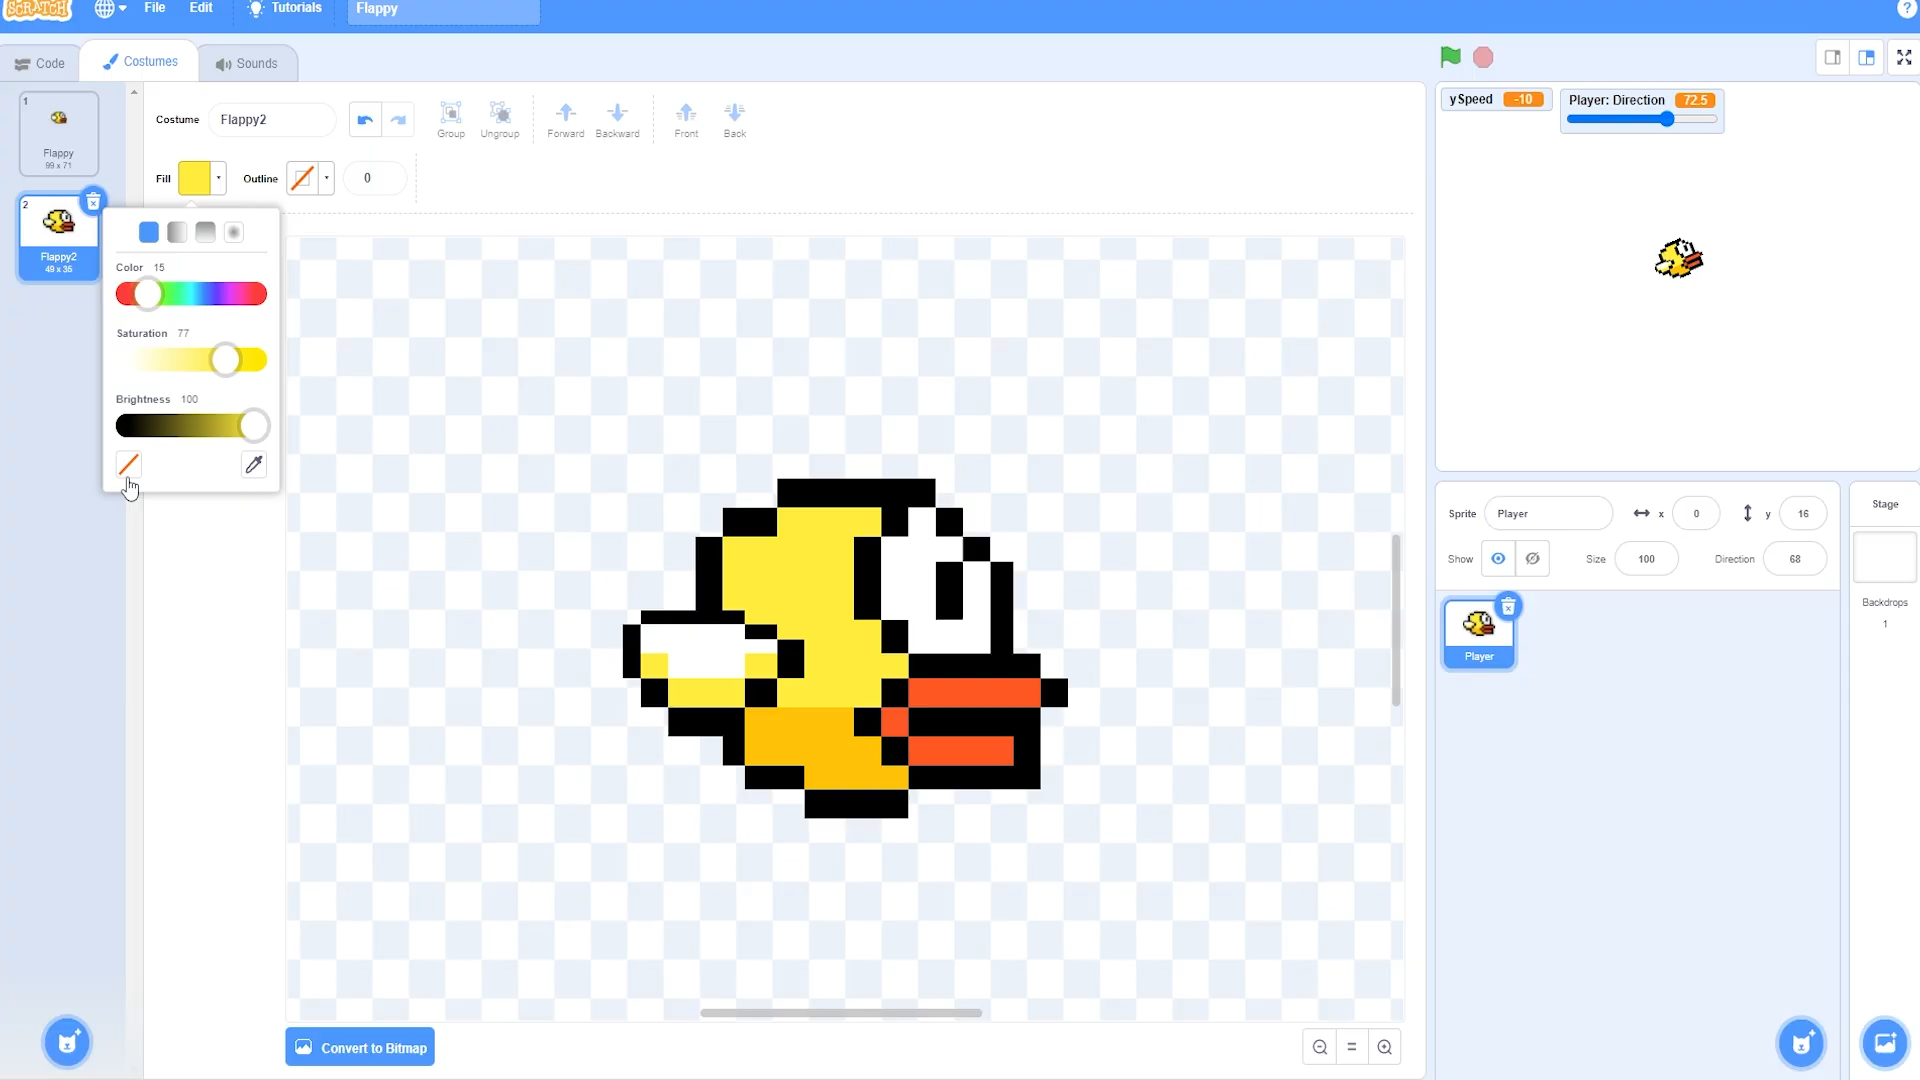 SCRATCH File Edit Tutorials Flappy ?
Code Costumes Sounds
1
Flappy
99 x 71
2
Flappy2
49 x 35
Costume Flappy2 Group Ungroup Forward Backward Front Back
Fill Outline 0
Color 15
Saturation 77
Brightness 100
Convert to Bitmap
=
ySpeed -10 Player: Direction 72.5
Sprite Player x 0 y 16
Show Size 100 Direction 68
Player
Stage
Backdrops
1